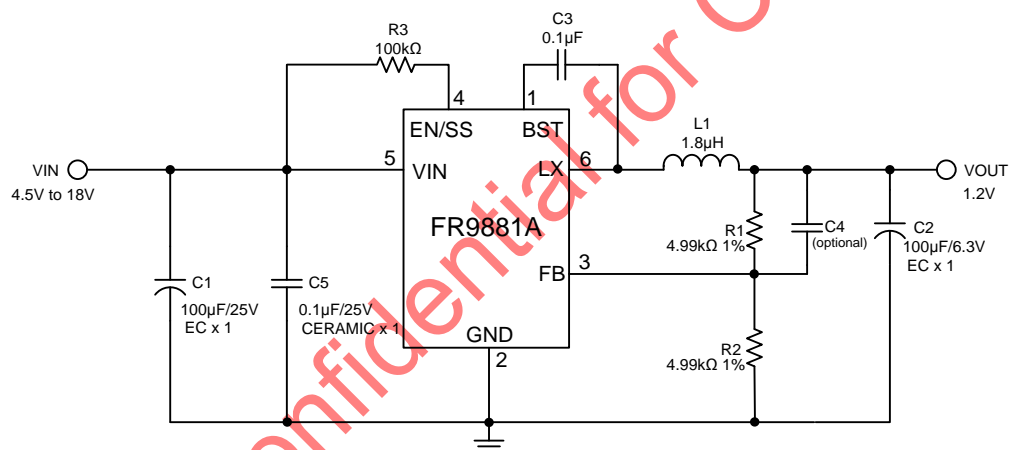 C3
0.1µF
R3
100kΩ
4
1
EN/SS
BST
L1
1.8µH
VIN
4.5V to 18V
5
VIN
LX
6
VOUT
1.2V
FR9881A
R1
4.99kΩ 1%
C4
(optional)
C2
100µF/6.3V
EC x 1
FB
3
C1
100µF/25V
EC x 1
C5
0.1µF/25V
CERAMIC x 1
GND
2
R2
4.99kΩ 1%
onfidential for C